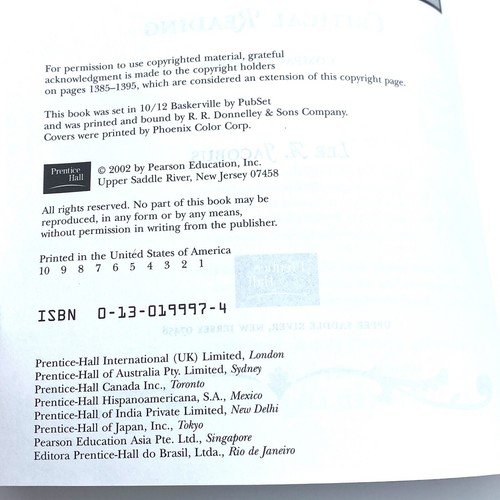 For permission to use copyrighted material, grateful
acknowledgment is made to the copyright holders
on pages 1385–1395, which are considered an extension of this copyright page.
This book was set in 10/12 Baskerville by PubSet
and was printed and bound by R. R. Donnelley & Sons Company.
Covers were printed by Phoenix Color Corp.
Prentice
Hall
© 2002 by Pearson Education, Inc.
Upper Saddle River, New Jersey 07458
All rights reserved. No part of this book may be
reproduced, in any form or by any means,
without permission in writing from the publisher.
Printed in the United States of America
10 9 8 7 6 5 4 3 2 1
ISBN 0-13-019997-4
Prentice-Hall International (UK) Limited, London
Prentice-Hall of Australia Pty. Limited, Sydney
Prentice-Hall Canada Inc., Toronto
Prentice-Hall Hispanoamericana, S.A., Mexico
Prentice-Hall of India Private Limited, New Delhi
Prentice-Hall of Japan, Inc., Tokyo
Pearson Education Asia Pte. Ltd., Singapore
Editora Prentice-Hall do Brasil, Ltda., Rio de Janeiro